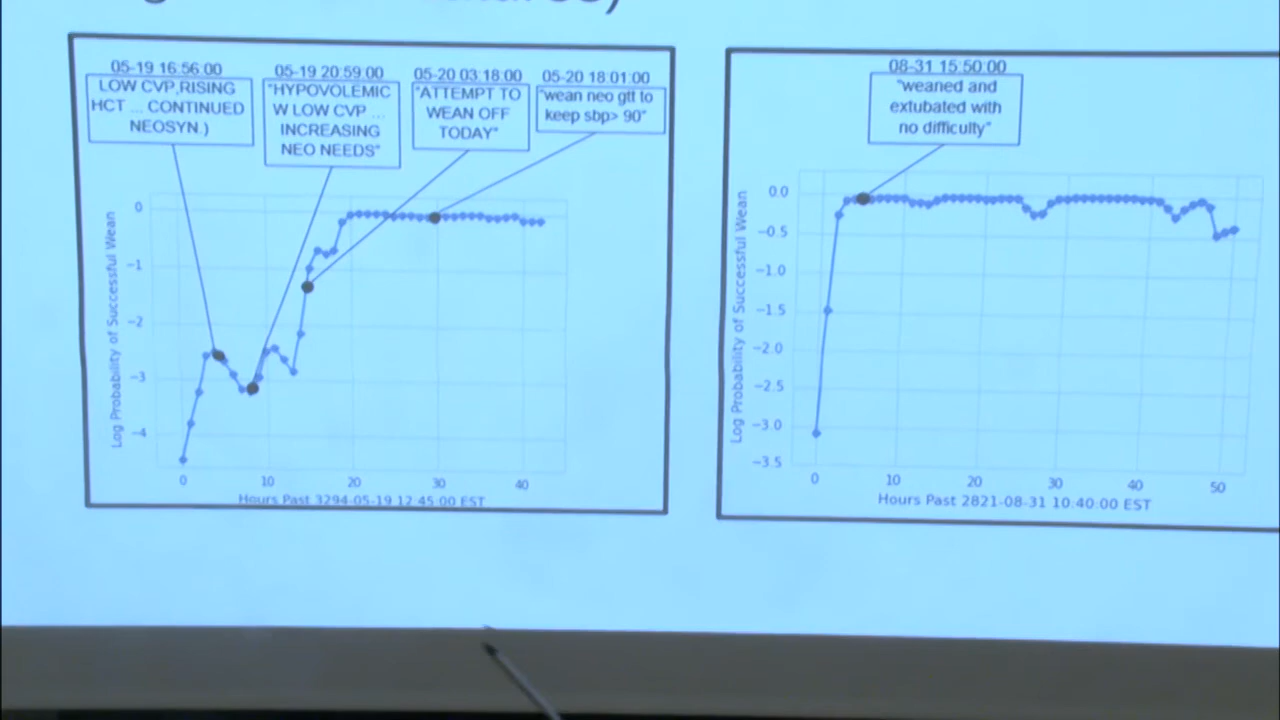 05-19 16:56:00
LOW CVP,RISING
HCT ... CONTINUED
NEOSYN.)
05-19 20:59:00
"HYPOVOLEMIC
W LOW CVP ...
INCREASING
NEO NEEDS"
05-20 03:18:00
"ATTEMPT TO
WEAN OFF
TODAY"
05-20 18:01:00
"wean neo gtt to
keep sbp> 90"
Log Probability of Successful Wean
0
−1
−2
−3
−4
0 10 20 30 40
Hours Past 3294-05-19 12:45:00 EST
08-31 15:50:00
"weaned and
extubated with
no difficulty"
Log Probability of Successful Wean
0.0
−0.5
−1.0
−1.5
−2.0
−2.5
−3.0
−3.5
0 10 20 30 40 50
Hours Past 2821-08-31 10:40:00 EST